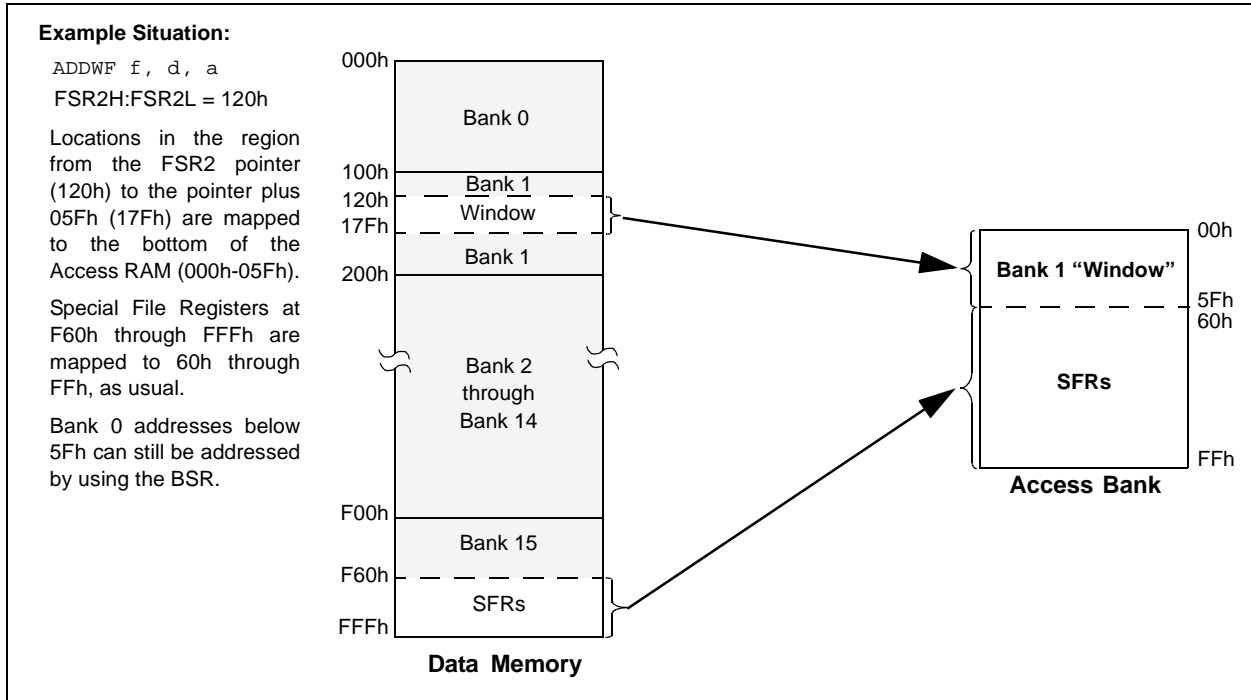 Example Situation:
ADDWF f, d, a
FSR2H:FSR2L = 120h
Locations in the region
from the FSR2 pointer
(120h) to the pointer plus
05Fh (17Fh) are mapped
to the bottom of the
Access RAM (000h-05Fh).
Special File Registers at
F60h through FFFh are
mapped to 60h through
FFh, as usual.
Bank 0 addresses below
5Fh can still be addressed
by using the BSR.
000h
Bank 0
100h
Bank 1
120h
Window
17Fh
Bank 1
200h
Bank 2
through
Bank 14
F00h
Bank 15
F60h
SFRs
FFFh
Data Memory
00h
Bank 1 “Window”
5Fh
60h
SFRs
FFh
Access Bank